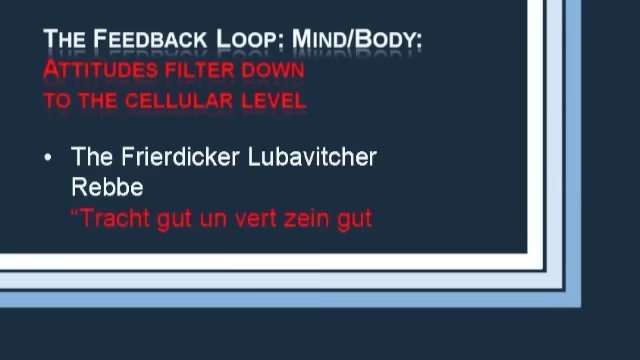 THE FEEDBACK LOOP: MIND/BODY:
ATTITUDES FILTER DOWN
TO THE CELLULAR LEVEL
• The Frierdicker Lubavitcher
Rebbe
"Tracht gut un vert zein gut